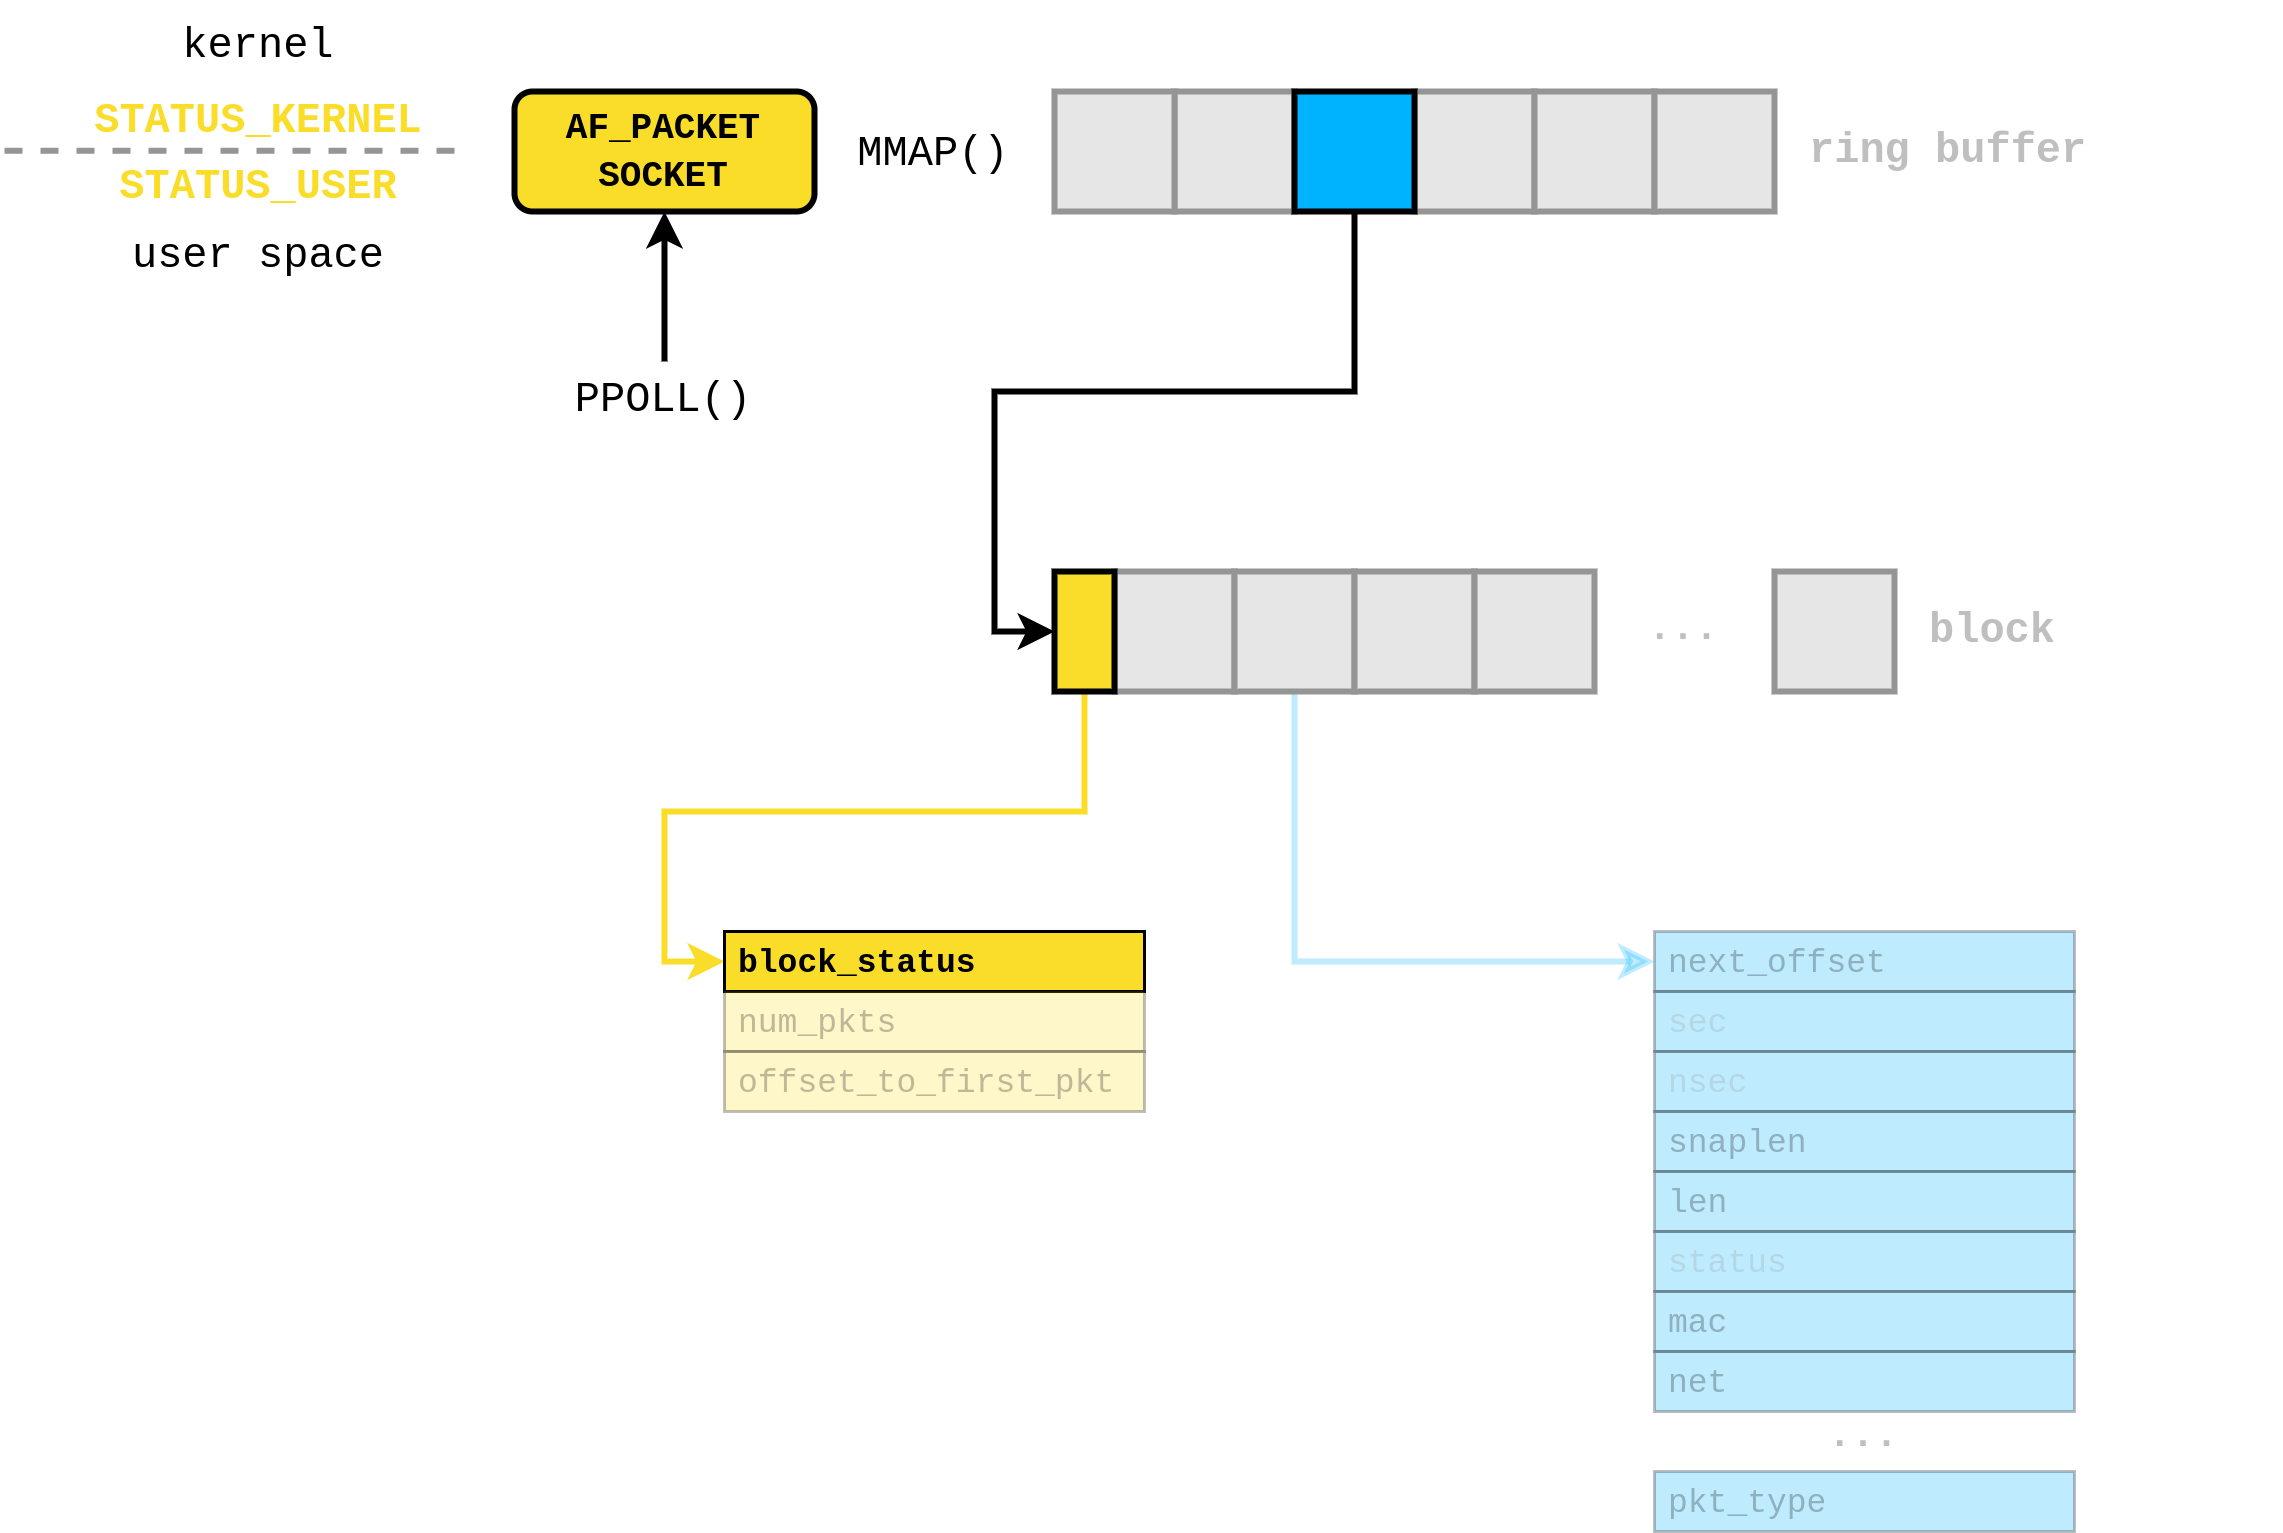 kernel
STATUS_KERNEL
STATUS_USER
user space
AF_PACKET
SOCKET
MMAP()
ring buffer
PPOLL()
...
block
block_status
num_pkts
offset_to_first_pkt
next_offset
sec
nsec
snaplen
len
status
mac
net
...
pkt_type